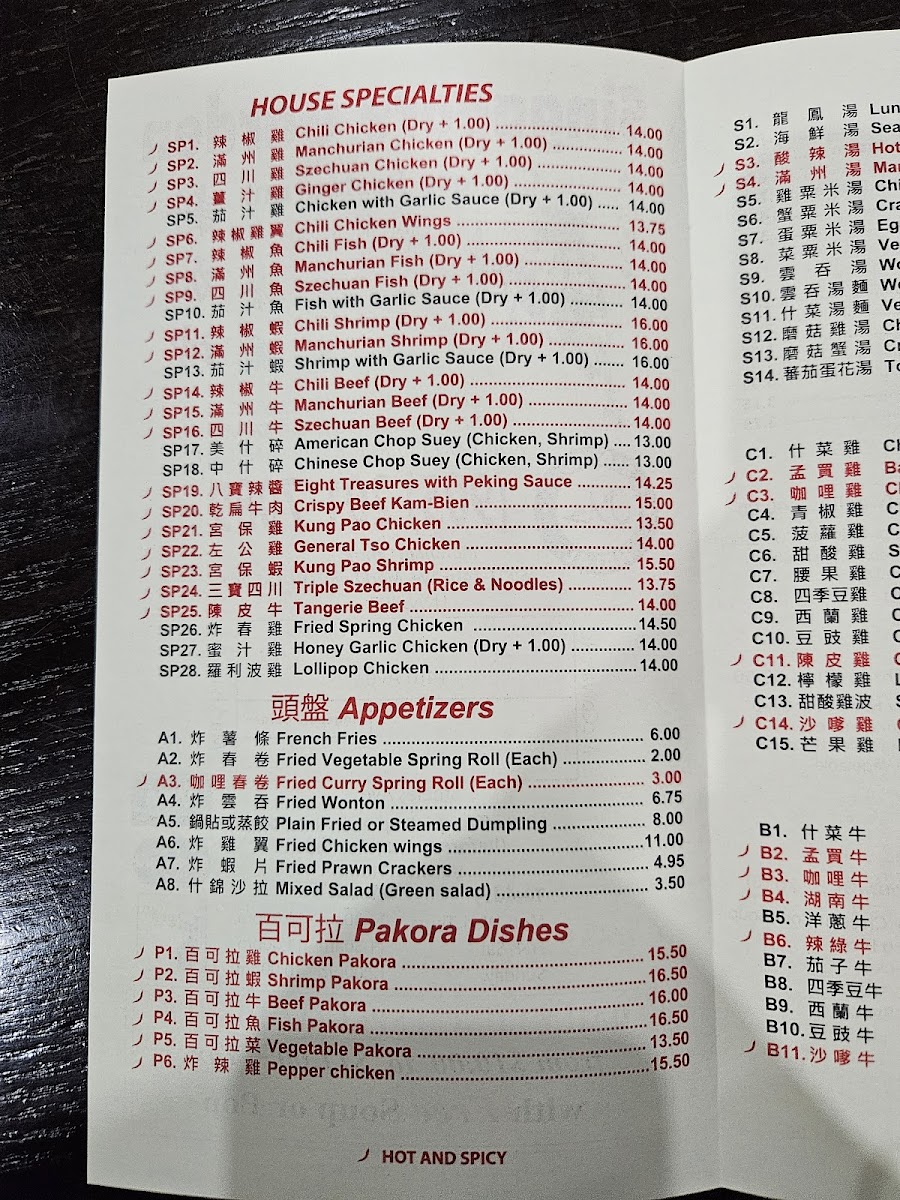 HOUSE SPECIALTIES
SP1. 辣椒雞 Chili Chicken (Dry + 1.00) 14.00
SP2. 滿州雞 Manchurian Chicken (Dry + 1.00) 14.00
SP3. 四川雞 Szechuan Chicken (Dry + 1.00) 14.00
SP4. 薑汁雞 Ginger Chicken (Dry + 1.00) 14.00
SP5. 茄汁雞 Chicken with Garlic Sauce (Dry + 1.00) 14.00
SP6. 辣椒雞翼 Chili Chicken Wings 13.75
SP7. 辣椒魚 Chili Fish (Dry + 1.00) 14.00
SP8. 滿州魚 Manchurian Fish (Dry + 1.00) 14.00
SP9. 四川魚 Szechuan Fish (Dry + 1.00) 14.00
SP10. 茄汁魚 Fish with Garlic Sauce (Dry + 1.00) 14.00
SP11. 辣椒蝦 Chili Shrimp (Dry + 1.00) 16.00
SP12. 滿州蝦 Manchurian Shrimp (Dry + 1.00) 16.00
SP13. 茄汁蝦 Shrimp with Garlic Sauce (Dry + 1.00) 16.00
SP14. 辣椒牛 Chili Beef (Dry + 1.00) 14.00
SP15. 滿州牛 Manchurian Beef (Dry + 1.00) 14.00
SP16. 四川牛 Szechuan Beef (Dry + 1.00) 14.00
SP17. 美什碎 American Chop Suey (Chicken, Shrimp) 13.00
SP18. 中什碎 Chinese Chop Suey (Chicken, Shrimp) 13.00
SP19. 八寶辣醬 Eight Treasures with Peking Sauce 14.25
SP20. 乾扁牛肉 Crispy Beef Kam-Bien 15.00
SP21. 宮保雞 Kung Pao Chicken 13.50
SP22. 左公雞 General Tso Chicken 14.00
SP23. 宮保蝦 Kung Pao Shrimp 15.50
SP24. 三寶四川 Triple Szechuan (Rice & Noodles) 13.75
SP25. 陳皮牛 Tangerie Beef 14.00
SP26. 炸春雞 Fried Spring Chicken 14.50
SP27. 蜜汁雞 Honey Garlic Chicken (Dry + 1.00) 14.00
SP28. 羅利波雞 Lollipop Chicken 14.00
頭盤 Appetizers
A1. 炸薯條 French Fries 6.00
A2. 炸春卷 Fried Vegetable Spring Roll (Each) 2.00
A3. 咖哩春卷 Fried Curry Spring Roll (Each) 3.00
A4. 炸雲吞 Fried Wonton 6.75
A5. 鍋貼或蒸餃 Plain Fried or Steamed Dumpling 8.00
A6. 炸雞翼 Fried Chicken wings 11.00
A7. 炸蝦片 Fried Prawn Crackers 4.95
A8. 什錦沙拉 Mixed Salad (Green salad) 3.50
百可拉 Pakora Dishes
P1. 百可拉雞 Chicken Pakora 15.50
P2. 百可拉蝦 Shrimp Pakora 16.50
P3. 百可拉牛 Beef Pakora 16.00
P4. 百可拉魚 Fish Pakora 16.50
P5. 百可拉菜 Vegetable Pakora 13.50
P6. 炸辣雞 Pepper chicken 15.50
HOT AND SPICY
S1. 龍鳳湯 Lun
S2. 海鮮湯 Sea
S3. 酸辣湯 Hot
S4. 滿州湯 Man
S5. 雞粟米湯 Chi
S6. 蟹粟米湯 Cra
S7. 蛋粟米湯 Eg
S8. 菜粟米湯 Ve
S9. 雲吞湯 Wo
S10. 雲吞湯麵 Wo
S11. 什菜湯麵 Ve
S12. 磨菇雞湯 Ch
S13. 磨菇蟹湯 Cr
S14. 蕃茄蛋花湯 To
C1. 什菜雞 Ch
C2. 孟買雞 Ba
C3. 咖哩雞 C
C4. 青椒雞 C
C5. 菠蘿雞 C
C6. 甜酸雞 S
C7. 腰果雞 C
C8. 四季豆雞 C
C9. 西蘭雞 C
C10. 豆豉雞 C
C11. 陳皮雞 C
C12. 檸檬雞 L
C13. 甜酸雞波 S
C14. 沙嗲雞
C15. 芒果雞
B1. 什菜牛
B2. 孟買牛
B3. 咖哩牛
B4. 湖南牛
B5. 洋蔥牛
B6. 辣綠牛
B7. 茄子牛
B8. 四季豆牛
B9. 西蘭牛
B10. 豆豉牛
B11. 沙嗲牛